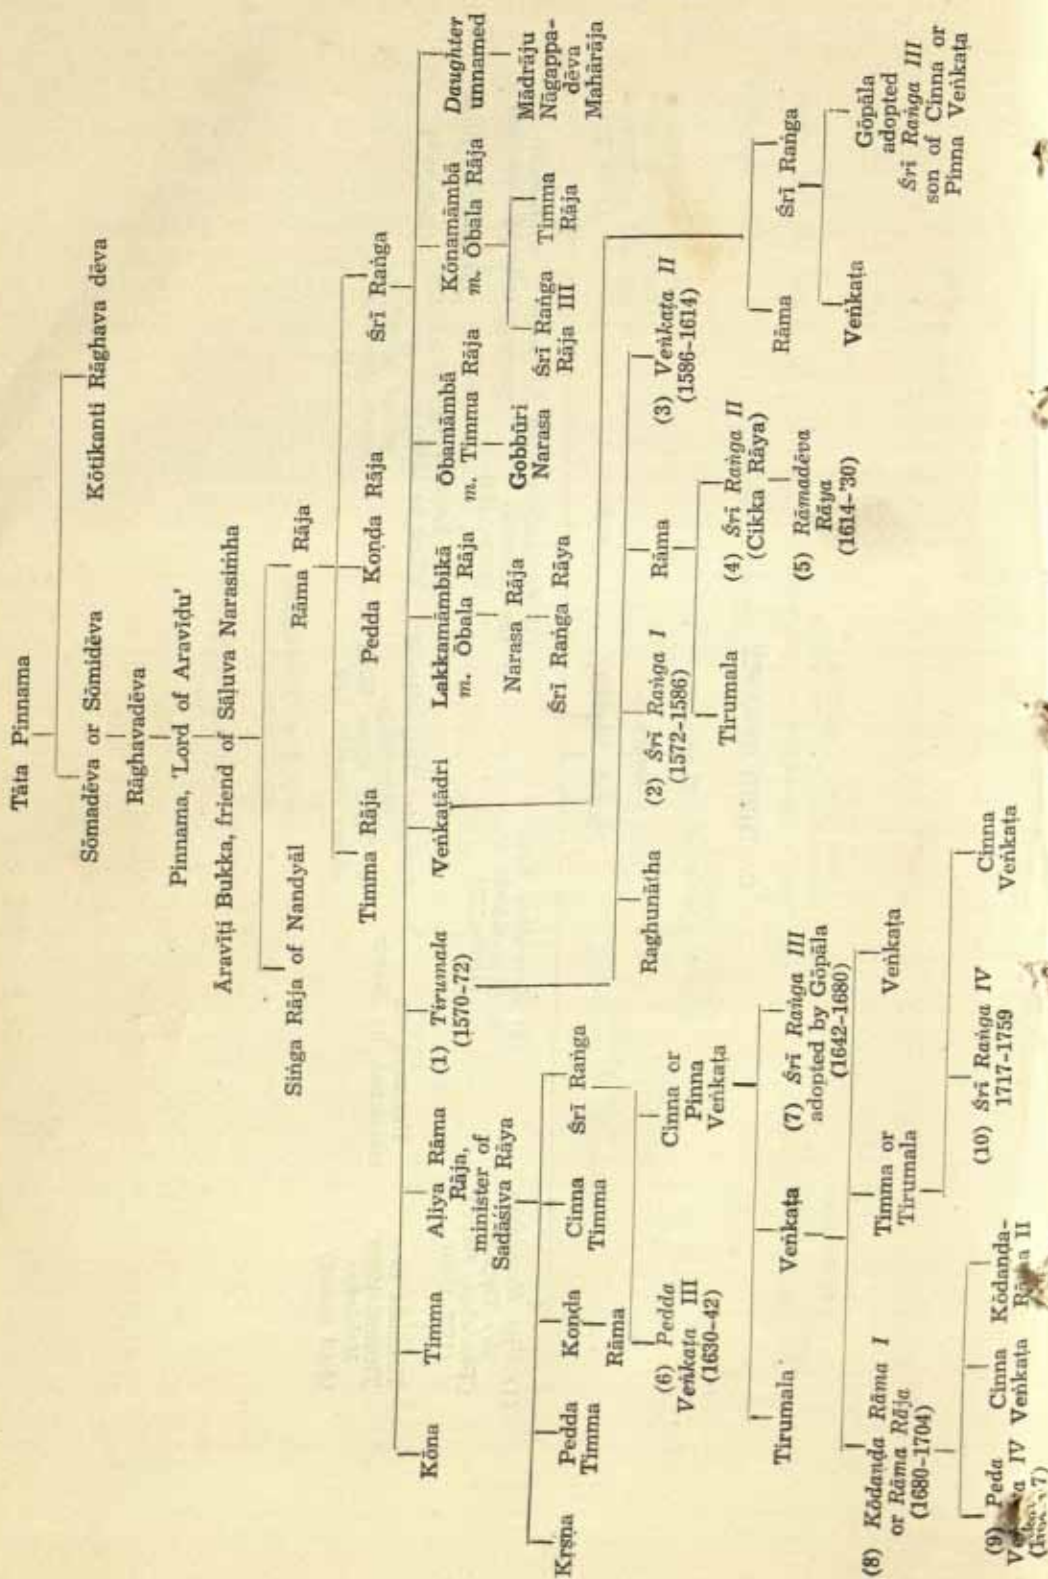 Tāta Pinnama
Sōmadēva or Sōmidēva
Kōtikanti Rāghava dēva
Rāghavadēva
Pinnama, 'Lord of Aravīḍu'
Āravīṭi Bukka, friend of Sāḷuva Narasiṁha
Siṅga Rāja of Nandyāl
Rāma Rāja
Timma Rāja
Pedda Koṇḍa Rāja
Śrī Raṅga
Kōna
Timma
Aḷiya Rāma
Rāja,
minister of
Sadāśiva Rāya
(1) Tirumala
(1570-72)
Veṅkaṭādri
Lakkamāmbikā
m. Ōbala Rāja
Ōbamāmbā
m. Timma Rāja
Kōnamāmbā
m. Ōbala Rāja
Daughter
unnamed
Narasa Rāja
Śrī Raṅga Rāya
Gobbūri
Narasa
Śrī Raṅga
Rāja III
Timma
Rāja
Mādrāju
Nāgappa-
dēva
Mahārāja
Kṛṣṇa
Pedda
Timma
Koṇḍa
Cinna
Timma
Śrī Raṅga
Rāma
Raghunātha
(2) Śrī Raṅga I
(1572-1586)
Rāma
(3) Veṅkaṭa II
(1586-1614)
Rāma
Śrī Raṅga
(6) Pedda
Veṅkaṭa III
(1630-42)
Cinna or
Pinna
Veṅkaṭa
Tirumala
(4) Śrī Raṅga II
(Cikka Rāya)
(5) Rāmadēva
Rāya
(1614-'30)
Veṅkaṭa
Gōpāla
adopted
Śrī Raṅga III
son of Cinna or
Pinna Veṅkaṭa
Tirumala
Veṅkaṭa
(7) Śrī Raṅga III
adopted by Gōpāla
(1642-1680)
(8) Kōdaṇḍa Rāma I
or Rāma Rāja
(1680-1704)
Timma or
Tirumala
Veṅkaṭa
(9) Peda
IV
Cinna
Veṅkaṭa
Kōdaṇḍa-
II
(10) Śrī Raṅga IV
1717-1759
Cinna
Veṅkaṭa